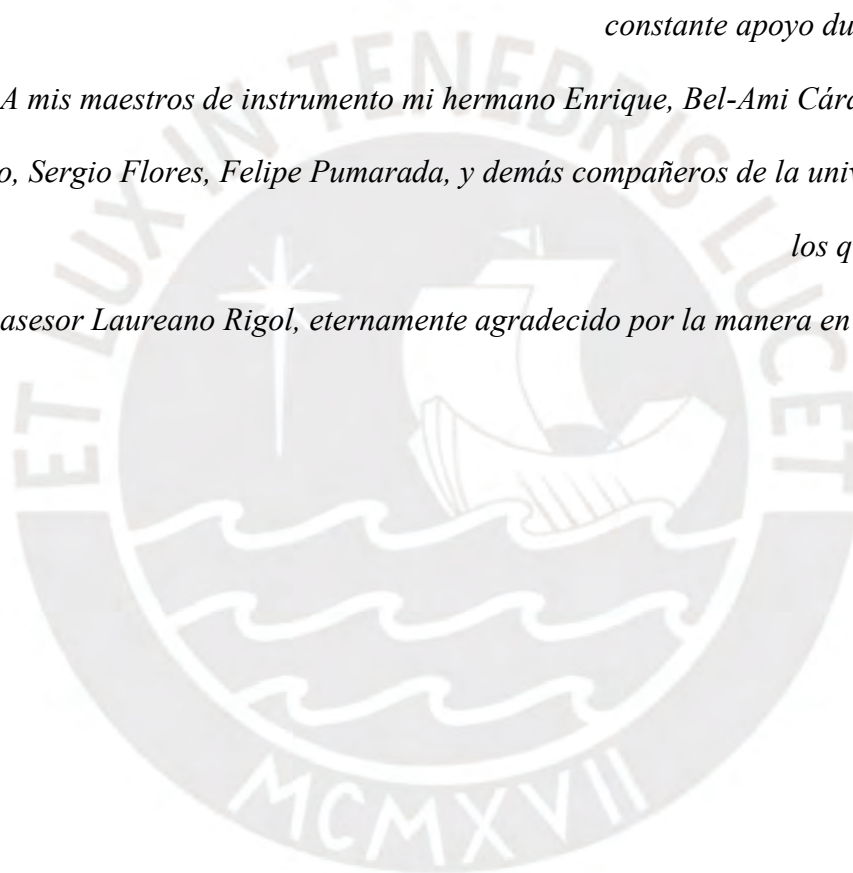 constante apoyo du
A mis maestros de instrumento mi hermano Enrique, Bel-Ami
o, Sergio Flores, Felipe Pumarada, y demás compañeros de la
los q
asesor Laureano Rigol, eternamente agradecido por la manera en
ET LUX IN TENEBRIS LUCET
MCMXVII